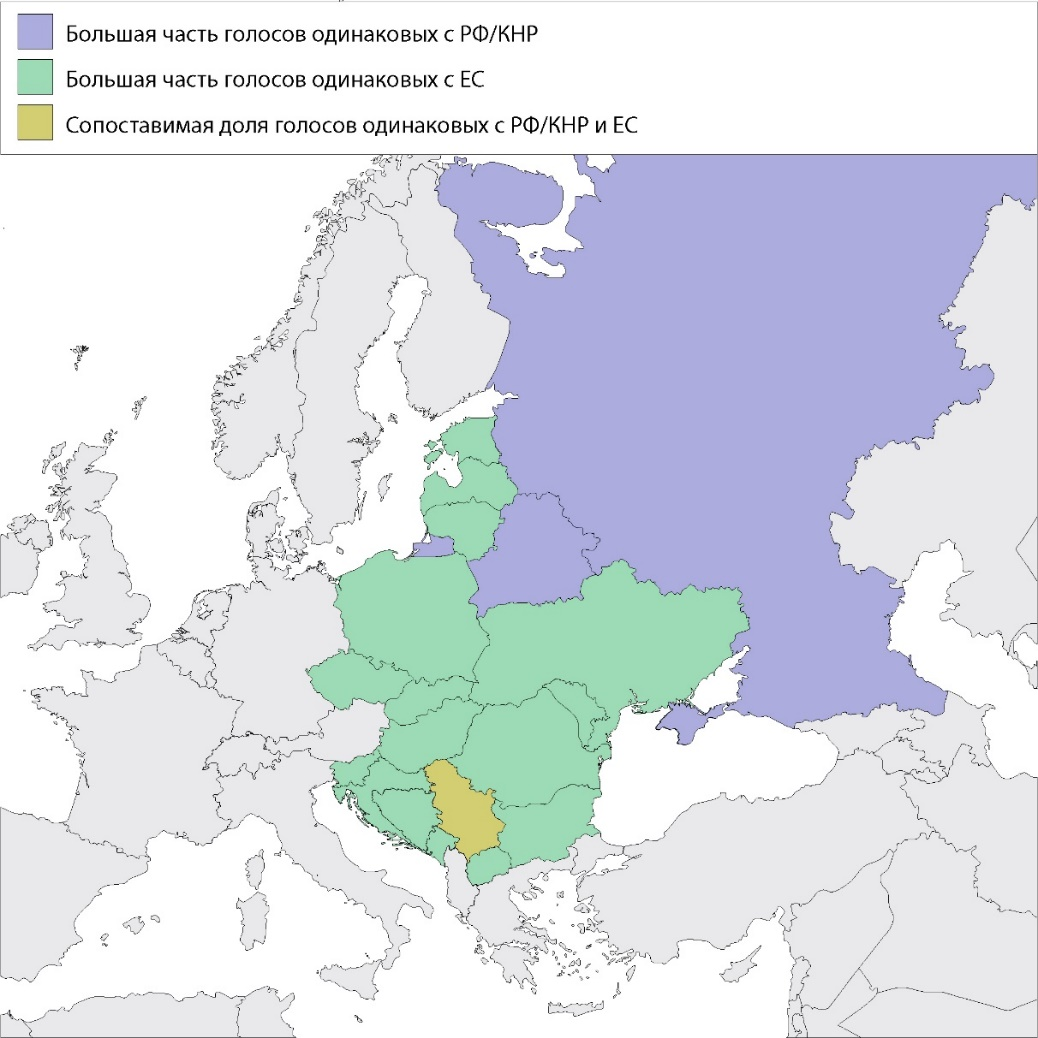 Большая часть голосов одинаковых с РФ/КНР
Большая часть голосов одинаковых с ЕС
Сопоставимая доля голосов одинаковых с РФ/КНР и ЕС